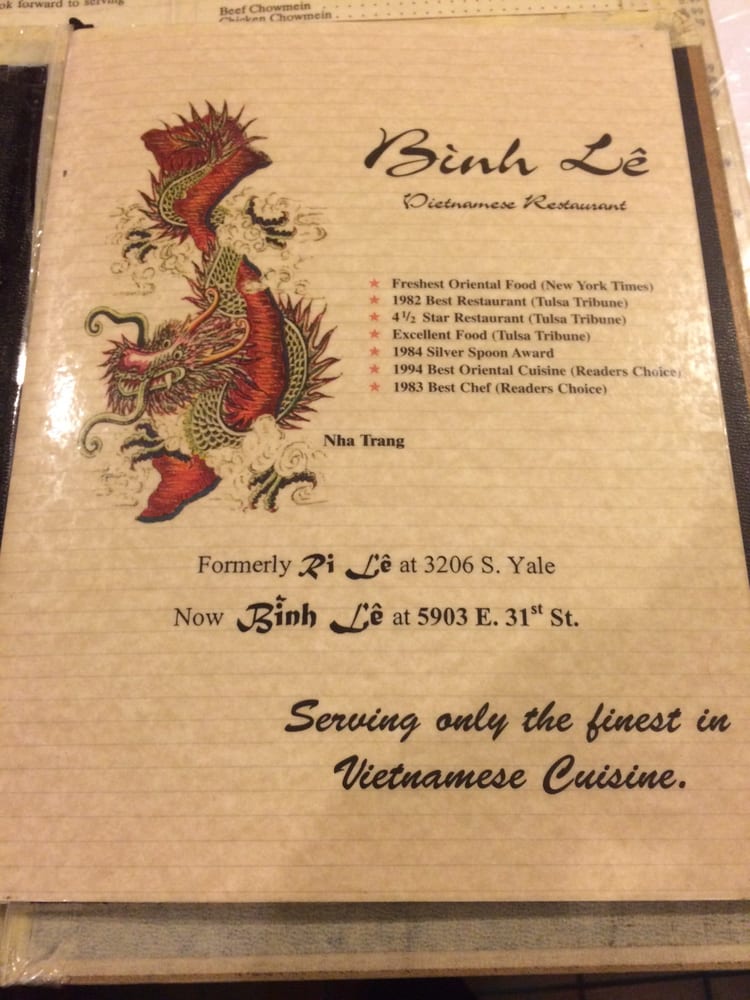 ok forward to serving
Beef Chowmein
Chicken Chowmein
Bình Lê
Vietnamese Restaurant
★ Freshest Oriental Food (New York Times)
★ 1982 Best Restaurant (Tulsa Tribune)
★ 4 1/2 Star Restaurant (Tulsa Tribune)
★ Excellent Food (Tulsa Tribune)
★ 1984 Silver Spoon Award
★ 1994 Best Oriental Cuisine (Readers Choice)
★ 1983 Best Chef (Readers Choice)
Nha Trang
Formerly Ri Lê at 3206 S. Yale
Now Bình Lê at 5903 E. 31st St.
Serving only the finest in
Vietnamese Cuisine.